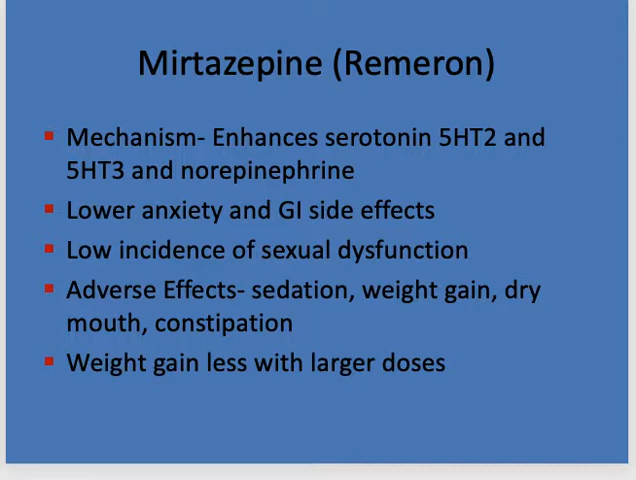 Mirtazepine (Remeron)
▪ Mechanism- Enhances serotonin 5HT2 and
5HT3 and norepinephrine
▪ Lower anxiety and GI side effects
▪ Low incidence of sexual dysfunction
▪ Adverse Effects- sedation, weight gain, dry
mouth, constipation
▪ Weight gain less with larger doses